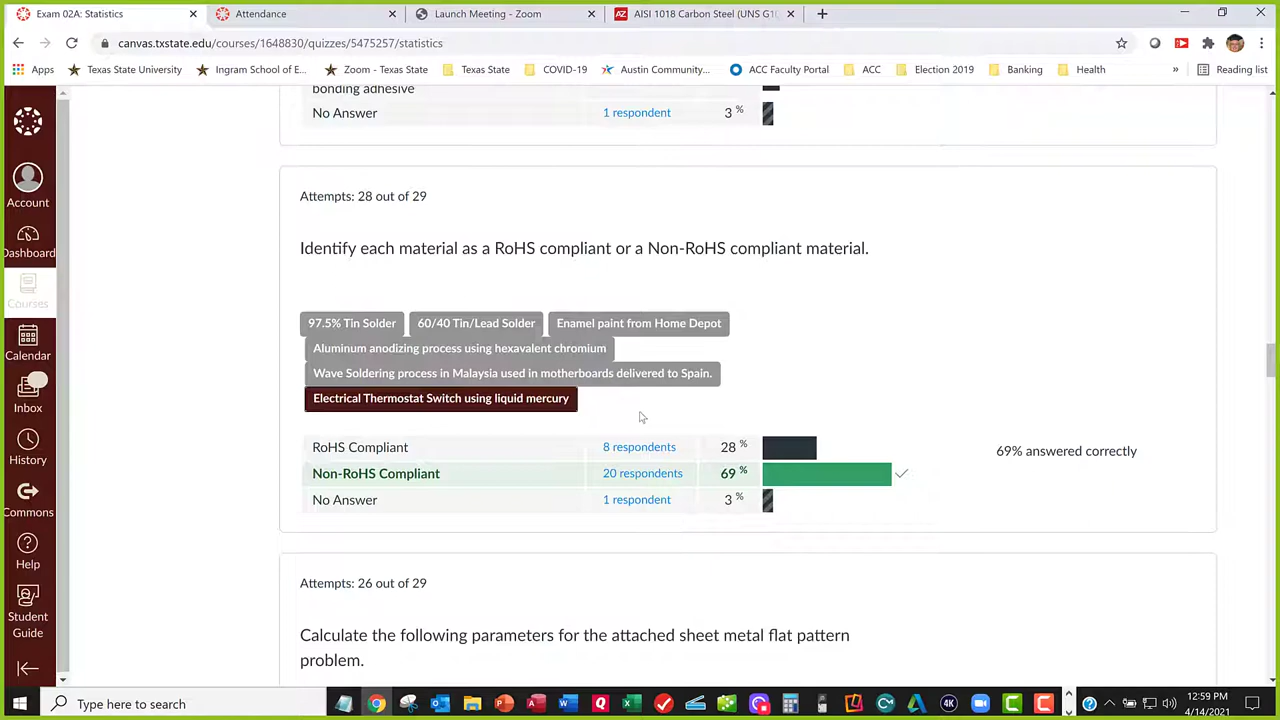 Exam 02A: Statistics
Attendance
Launch Meeting - Zoom
AZ
AISI 1018 Carbon Steel (UNS G10
canvas.txstate.edu/courses/1648830/quizzes/5475257/statistics
Apps
Texas State University
Ingram School of E...
Zoom - Texas State
Texas State
COVID-19
Austin Community...
ACC Faculty Portal
ACC
Election 2019
Banking
Health
»
Reading list
Account
Dashboard
Courses
Calendar
Inbox
History
Commons
Help
Student
Guide
bonding adhesive
No Answer 1 respondent 3 %
Attempts: 28 out of 29
Identify each material as a RoHS compliant or a Non-RoHS compliant material.
97.5% Tin Solder 60/40 Tin/Lead Solder Enamel paint from Home Depot
Aluminum anodizing process using hexavalent chromium
Wave Soldering process in Malaysia used in motherboards delivered to Spain.
Electrical Thermostat Switch using liquid mercury
RoHS Compliant 8 respondents 28 %
69% answered correctly
Non-RoHS Compliant 20 respondents 69 %
No Answer 1 respondent 3 %
Attempts: 26 out of 29
Calculate the following parameters for the attached sheet metal flat pattern
problem.
Type here to search
12:59 PM
4/14/2021